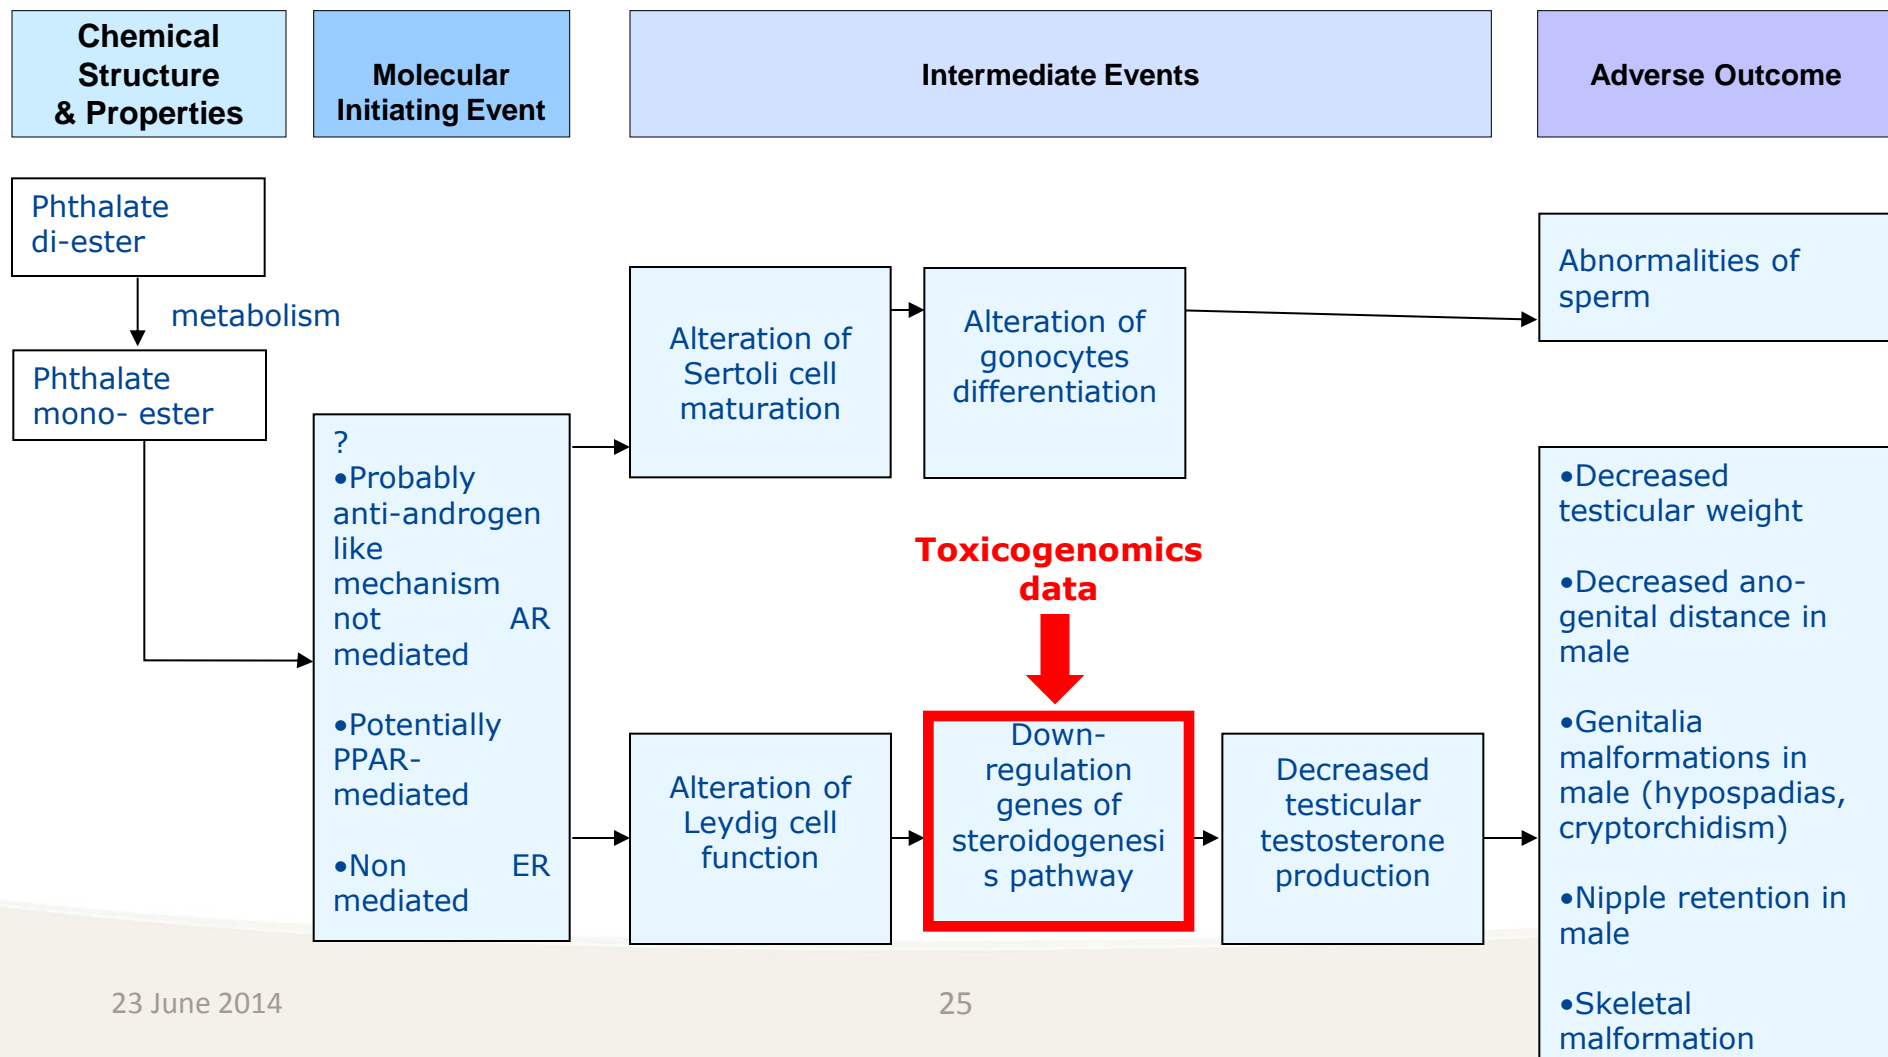 Chemical
Structure
& Properties
Molecular
Initiating Event
Intermediate Events
Adverse Outcome
Phthalate
di-ester
metabolism
Phthalate
mono- ester
?
•Probably
anti-androgen
like
mechanism
not AR
mediated
•Potentially
PPAR-
mediated
•Non ER
mediated
Alteration of
Sertoli cell
maturation
Alteration of
gonocytes
differentiation
Abnormalities of
sperm
Toxicogenomics
data
Alteration of
Leydig cell
function
Down-
regulation
genes of
steroidogenesi
s pathway
Decreased
testicular
testosterone
production
•Decreased
testicular weight
•Decreased ano-
genital distance in
male
•Genitalia
malformations in
male (hypospadias,
cryptorchidism)
•Nipple retention in
male
•Skeletal
malformation
23 June 2014
25